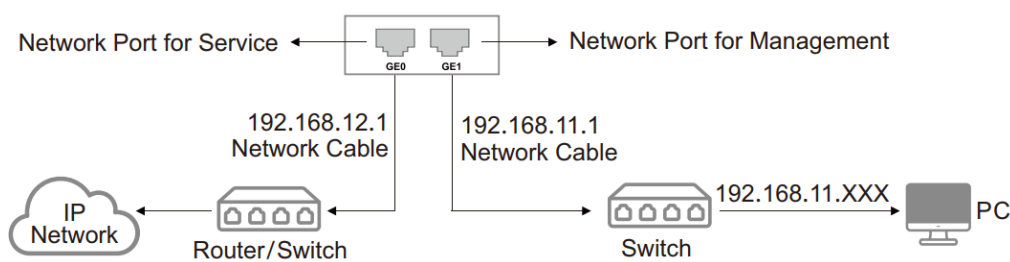 Network Port for Service
Network Port for Management
GE0
GE1
192.168.12.1
Network Cable
192.168.11.1
Network Cable
IP
Network
Router/Switch
Switch
192.168.11.XXX
PC